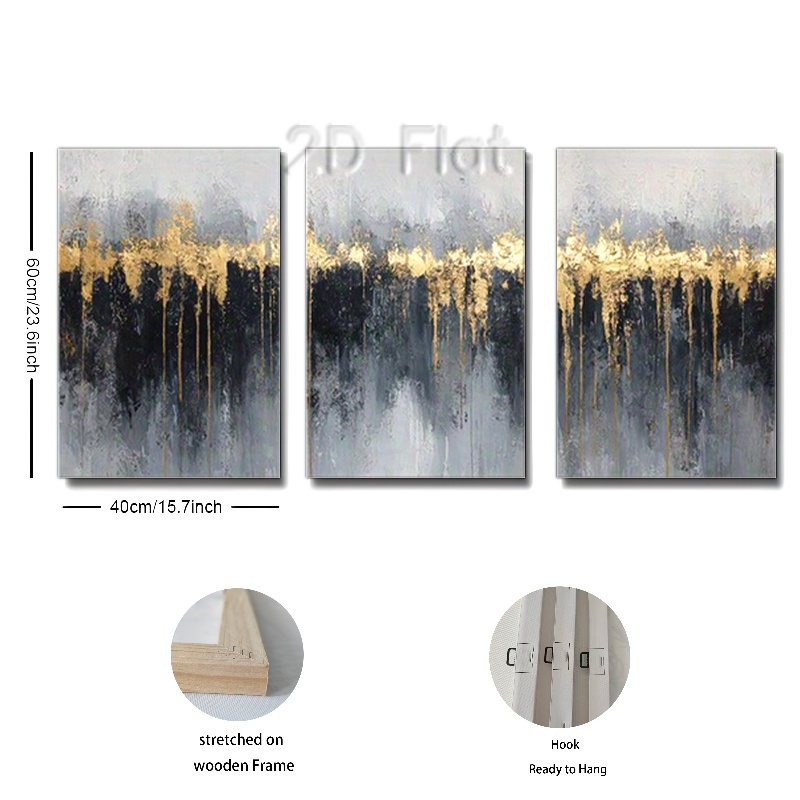 2D Flat
60cm/23.6inch
40cm/15.7inch
stretched on
wooden Frame
Hook
Ready to Hang